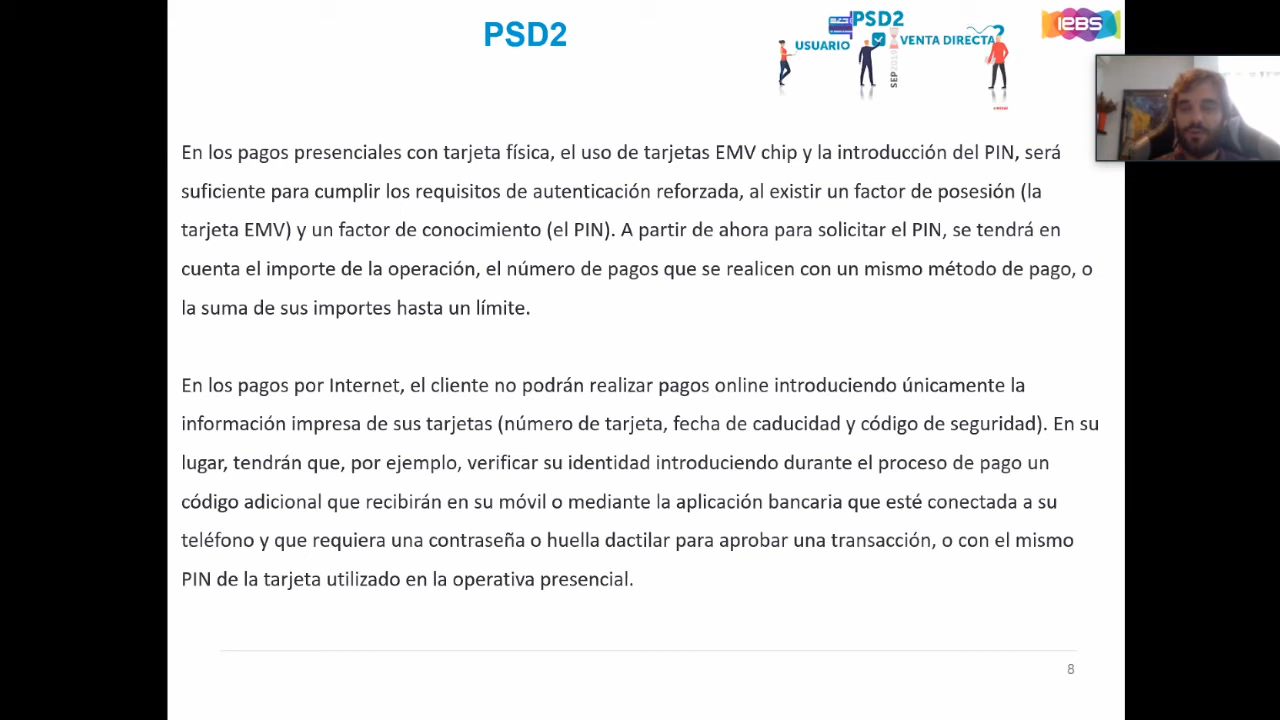 PSD2
PSD2
USUARIO
VENTA DIRECTA
SEP2019
iEBS
En los pagos presenciales con tarjeta física, el uso de tarjetas EMV chip y la introducción del PIN, será
suficiente para cumplir los requisitos de autenticación reforzada, al existir un factor de posesión (la
tarjeta EMV) y un factor de conocimiento (el PIN). A partir de ahora para solicitar el PIN, se tendrá en
cuenta el importe de la operación, el número de pagos que se realicen con un mismo método de pago, o
la suma de sus importes hasta un límite.
En los pagos por Internet, el cliente no podrán realizar pagos online introduciendo únicamente la
información impresa de sus tarjetas (número de tarjeta, fecha de caducidad y código de seguridad). En su
lugar, tendrán que, por ejemplo, verificar su identidad introduciendo durante el proceso de pago un
código adicional que recibirán en su móvil o mediante la aplicación bancaria que esté conectada a su
teléfono y que requiera una contraseña o huella dactilar para aprobar una transacción, o con el mismo
PIN de la tarjeta utilizado en la operativa presencial.
8